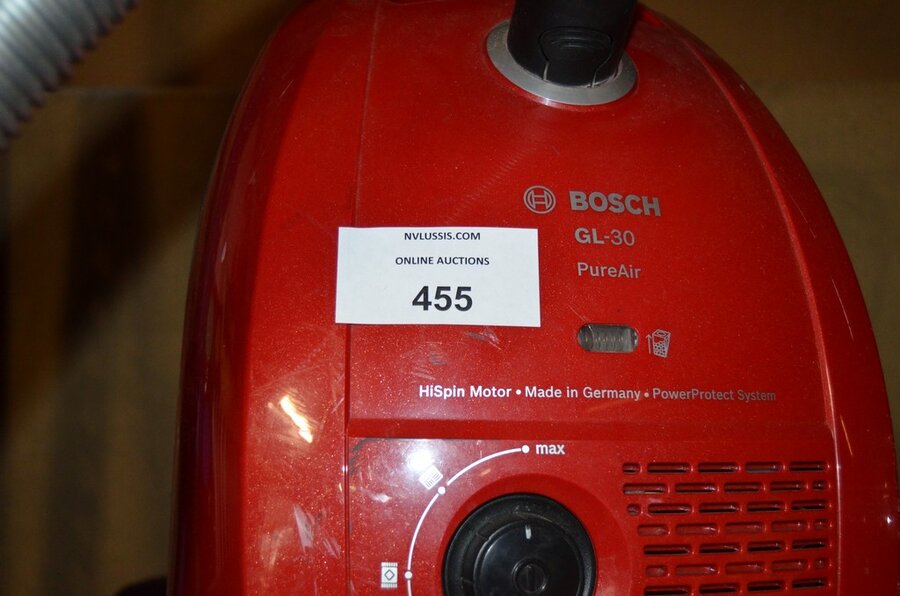 BOSCH
GL-30
PureAir
NVLUSSIS.COM
ONLINE AUCTIONS
455
HiSpin Motor • Made in Germany • PowerProtect System
max